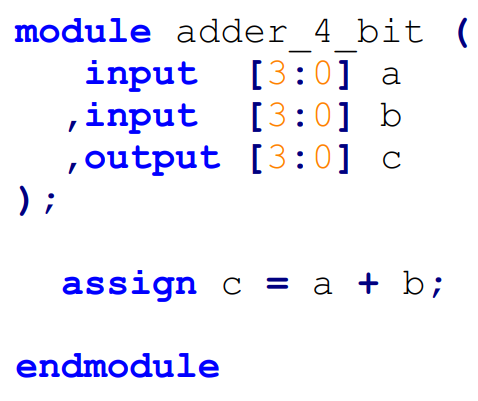 module adder_4_bit (
input [3:0] a
,input [3:0] b
,output [3:0] c
);
assign c = a + b;
endmodule